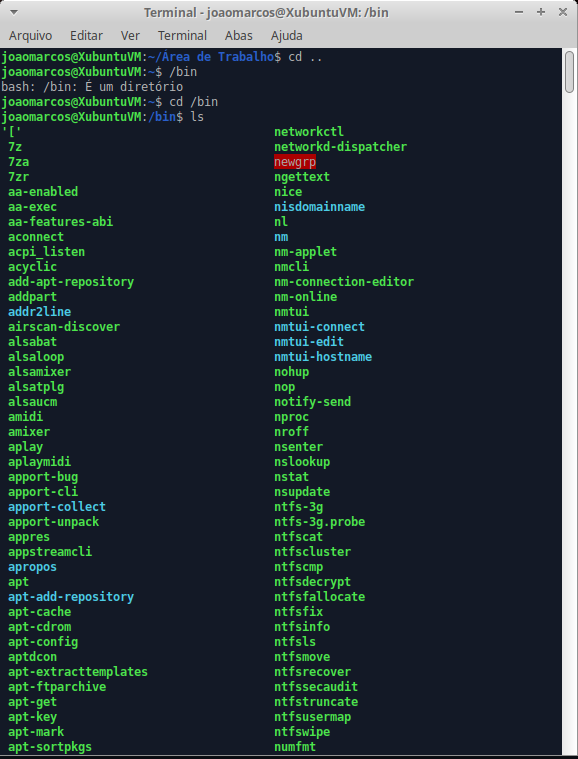 Terminal - joaomarcos@XubuntuVM: /bin
Arquivo Editar Ver Terminal Abas Ajuda
joaomarcos@XubuntuVM:~/Área de Trabalho$ cd ..
joaomarcos@XubuntuVM:~$ /bin
bash: /bin: É um diretório
joaomarcos@XubuntuVM:~$ cd /bin
joaomarcos@XubuntuVM:/bin$ ls
'[' networkctl
7z networkd-dispatcher
7za newgrp
7zr ngettext
aa-enabled nice
aa-exec nisdomainname
aa-features-abi nl
aconnect nm
acpi_listen nm-applet
acyclic nmcli
add-apt-repository nm-connection-editor
addpart nm-online
addr2line nmtui
airscan-discover nmtui-connect
alsabat nmtui-edit
alsaloop nmtui-hostname
alsamixer nohup
alsatplg nop
alsaucm notify-send
amidi nproc
amixer nroff
aplay nsenter
aplaymidi nslookup
apport-bug nstat
apport-cli nsupdate
apport-collect ntfs-3g
apport-unpack ntfs-3g.probe
appres ntfscat
appstreamcli ntfscluster
apropos ntfscmp
apt ntfsdecrypt
apt-add-repository ntfsfallocate
apt-cache ntfsfix
apt-cdrom ntfsinfo
apt-config ntfsls
aptdcon ntfsmove
apt-extracttemplates ntfsrecover
apt-ftparchive ntfssecaudit
apt-get ntfstruncate
apt-key ntfsusermap
apt-mark ntfswipe
apt-sortpkgs numfmt